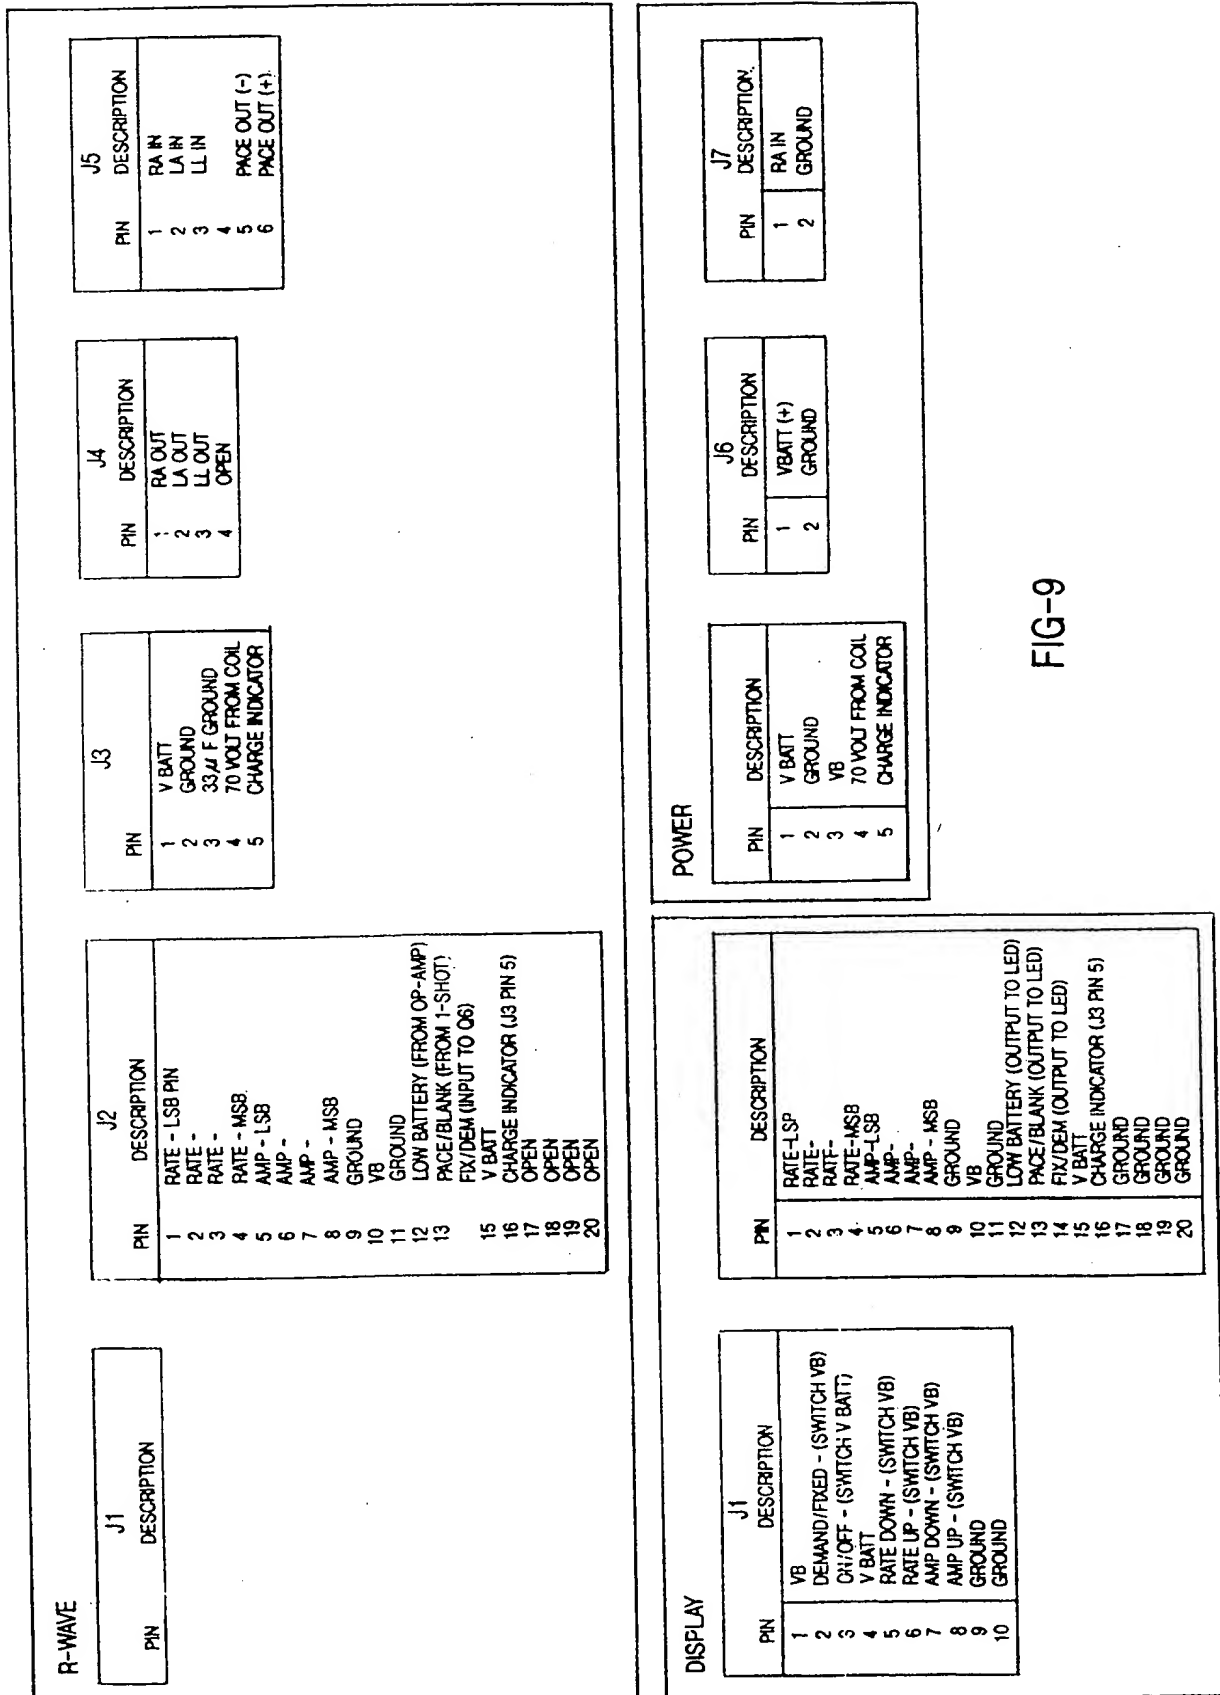 R-WAVE
J1
PIN DESCRIPTION
J2
PIN DESCRIPTION
1 RATE - LSB PIN
2 RATE -
3 RATE -
4 RATE - MSB
5 AMP - LSB
6 AMP -
7 AMP -
8 AMP - MSB
9 GROUND
10 VB
11 GROUND
12 LOW BATTERY (FROM OP-AMP)
13 PACE/BLANK (FROM 1-SHOT)
FIX/DEM (INPUT TO Q6)
15 V BATT
16 CHARGE INDICATOR (J3 PIN 5)
17 OPEN
18 OPEN
19 OPEN
20 OPEN
J3
PIN
1 V BATT
2 GROUND
3 33µ F GROUND
4 70 VOLT FROM COIL
5 CHARGE INDICATOR
J4
PIN DESCRIPTION
1 RA OUT
2 LA OUT
3 LL OUT
4 OPEN
J5
PIN DESCRIPTION
1 RA IN
2 LA IN
3 LL IN
4
5 PACE OUT (-)
6 PACE OUT (+)
DISPLAY
J1
PIN DESCRIPTION
1 VB
2 DEMAND/FIXED - (SWITCH VB)
3 ON/OFF - (SWITCH V BATT)
4 V BATT
5 RATE DOWN - (SWITCH VB)
6 RATE UP - (SWITCH VB)
7 AMP DOWN - (SWITCH VB)
8 AMP UP - (SWITCH VB)
9 GROUND
10 GROUND
PIN DESCRIPTION
1 RATE-LSP
2 RATE-
3 RATE-
4 RATE-MSB
5 AMP-LSB
6 AMP-
7 AMP-
8 AMP - MSB
9 GROUND
10 VB
11 GROUND
12 LOW BATTERY (OUTPUT TO LED)
13 PACE/BLANK (OUTPUT TO LED)
14 FIX/DEM (OUTPUT TO LED)
15 V BATT
16 CHARGE INDICATOR (J3 PIN 5)
17 GROUND
18 GROUND
19 GROUND
20 GROUND
POWER
PIN DESCRIPTION
1 V BATT
2 GROUND
3 VB
4 70 VOLT FROM COIL
5 CHARGE INDICATOR
J6
PIN DESCRIPTION
1 VBATT (+)
2 GROUND
J7
PIN DESCRIPTION.
1 RA IN
2 GROUND
FIG-9